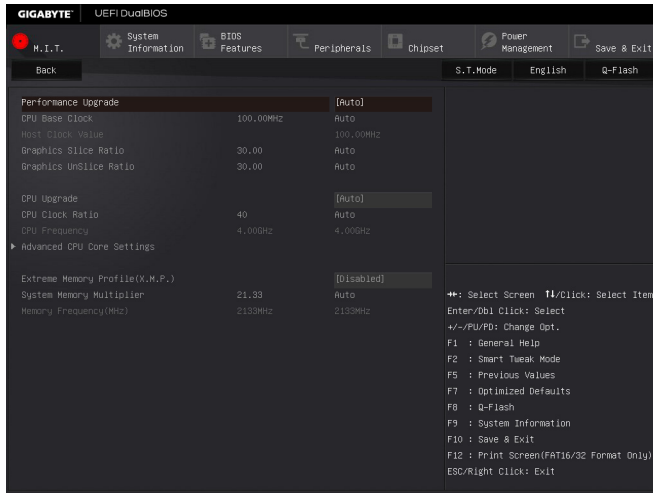 GIGABYTE™ UEFI DualBIOS
M.I.T.
System Information
BIOS Features
Peripherals
Chipset
Power Management
Save & Exit
Back
S.T.Mode English Q-Flash
Performance Upgrade [Auto]
CPU Base Clock 100.00MHz Auto
Host Clock Value 100.00MHz
Graphics Slice Ratio 30.00 Auto
Graphics UnSlice Ratio 30.00 Auto
CPU Upgrade [Auto]
CPU Clock Ratio 40 Auto
CPU Frequency 4.00GHz 4.00GHz
Advanced CPU Core Settings
Extreme Memory Profile(X.M.P.) [Disabled]
System Memory Multiplier 21.33 Auto
Memory Frequency(MHz) 2133MHz 2133MHz
→←: Select Screen ↑↓/Click: Select Item
Enter/Dbl Click: Select
+/-/PU/PD: Change Opt.
F1 : General Help
F2 : Smart Tweak Mode
F5 : Previous Values
F7 : Optimized Defaults
F8 : Q-Flash
F9 : System Information
F10 : Save & Exit
F12 : Print Screen(FAT16/32 Format Only)
ESC/Right Click: Exit